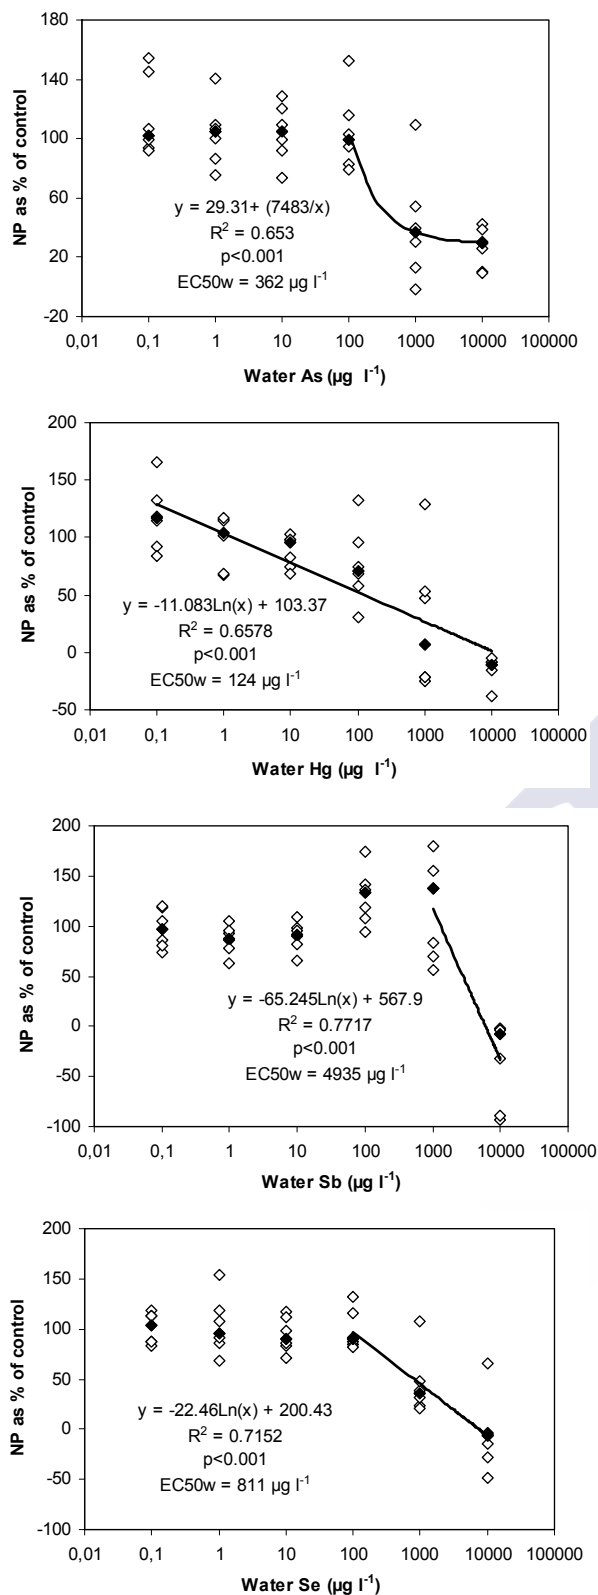 180
140
100
60
20
-20
NP as % of control
y = 29.31+ (7483/x)
R² = 0.653
p<0.001
EC50w = 362 µg l⁻¹
0,01 0,1 1 10 100 1000 10000 100000
Water As (µg l⁻¹)
200
150
100
50
0
-50
NP as % of control
y = -11.083Ln(x) + 103.37
R² = 0.6578
p<0.001
EC50w = 124 µg l⁻¹
0,01 0,1 1 10 100 1000 10000 100000
Water Hg (µg l⁻¹)
200
150
100
50
0
-50
-100
NP as % of control
y = -65.245Ln(x) + 567.9
R² = 0.7717
p<0.001
EC50w = 4935 µg l⁻¹
0,01 0,1 1 10 100 1000 10000 100000
Water Sb (µg l⁻¹)
200
150
100
50
0
-50
-100
NP as % of control
y = -22.46Ln(x) + 200.43
R² = 0.7152
p<0.001
EC50w = 811 µg l⁻¹
0,01 0,1 1 10 100 1000 10000 100000
Water Se (µg l⁻¹)